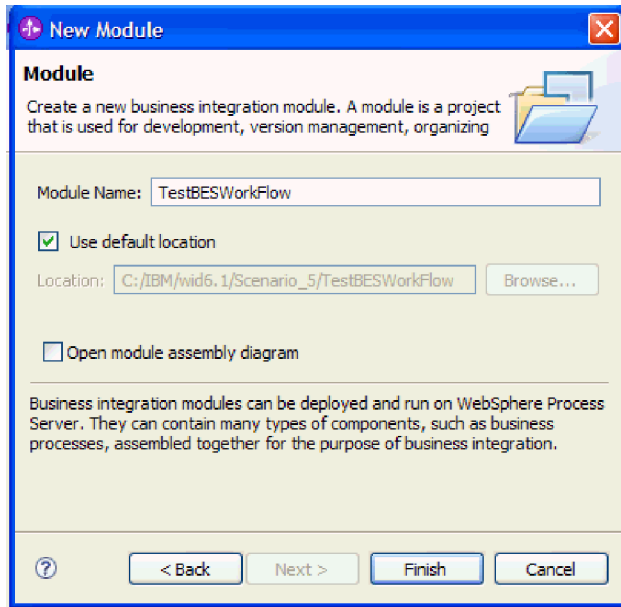 New Module
Module
Create a new business integration module. A module is a project
that is used for development, version management, organizing
Module Name: TestBESWorkFlow
Use default location
Location: C:/IBM/wid6.1/Scenario_5/TestBESWorkFlow Browse...
Open module assembly diagram
Business integration modules can be deployed and run on WebSphere Process
Server. They can contain many types of components, such as business
processes, assembled together for the purpose of business integration.
? < Back Next > Finish Cancel